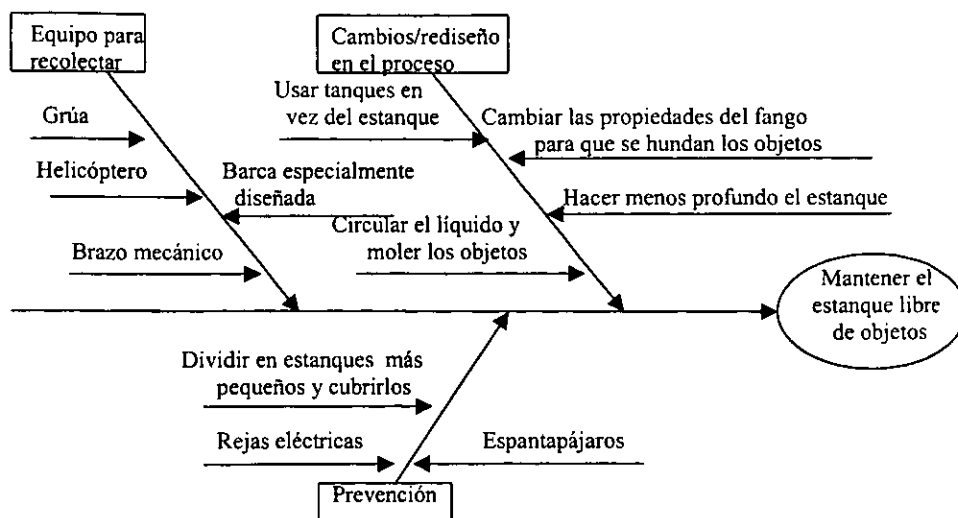 Equipo para
recolectar
Cambios/rediseño
en el proceso
Grúa
Helicóptero
Barca especialmente
diseñada
Brazo mecánico
Usar tanques en
vez del estanque
Cambiar las propiedades del fango
para que se hundan los objetos
Hacer menos profundo el estanque
Circular el líquido y
moler los objetos
Mantener el
estanque libre
de objetos
Dividir en estanques más
pequeños y cubrirlos
Rejas eléctricas
Espantapájaros
Prevención